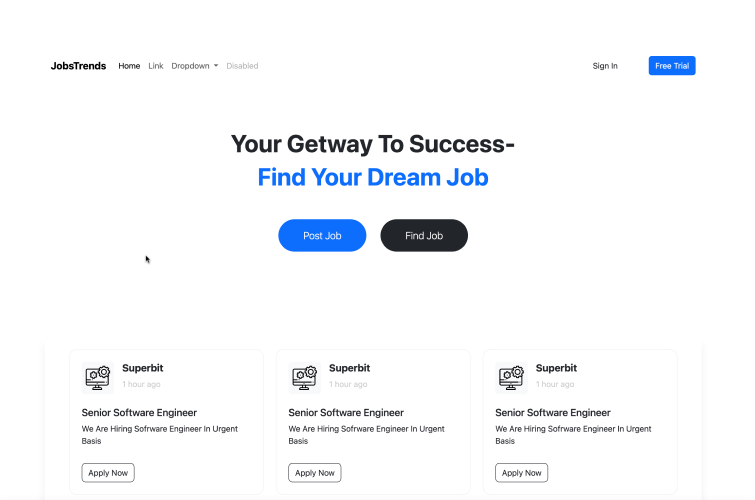 JobsTrends Home Link Dropdown Disabled Sign In Free Trial
Your Getway To Success-
Find Your Dream Job
Post Job Find Job
Superbit
1 hour ago
Senior Software Engineer
We Are Hiring Sofrware Engineer In Urgent
Basis
Apply Now
Superbit
1 hour ago
Senior Software Engineer
We Are Hiring Sofrware Engineer In Urgent
Basis
Apply Now
Superbit
1 hour ago
Senior Software Engineer
We Are Hiring Sofrware Engineer In Urgent
Basis
Apply Now